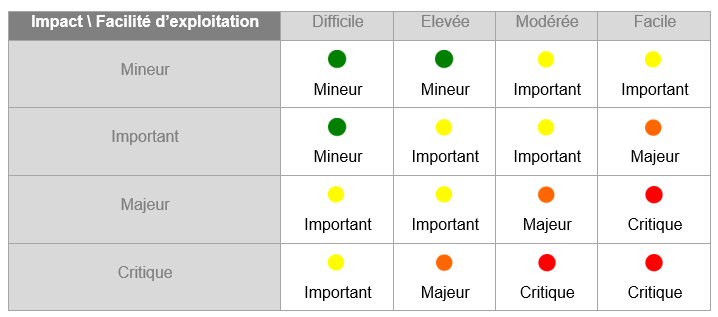 Impact \ Facilité d'exploitation Difficile Elevée Modérée Facile
Mineur Mineur Mineur Important Important
Important Mineur Important Important Majeur
Majeur Important Important Majeur Critique
Critique Important Majeur Critique Critique